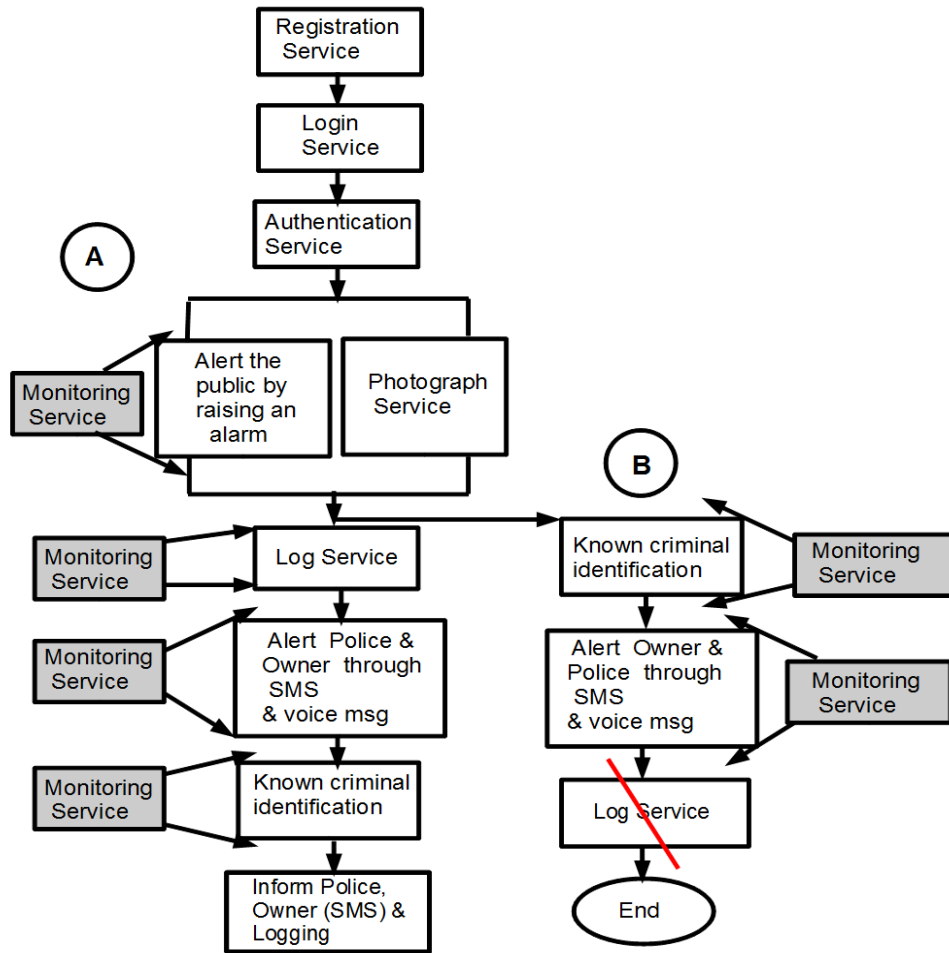 Registration
Service
Login
Service
Authentication
Service
A
Alert the
public by
raising an
alarm
Photograph
Service
Monitoring
Service
B
Log Service
Monitoring
Service
Known criminal
identification
Monitoring
Service
Alert Police &
Owner through
SMS
& voice msg
Monitoring
Service
Alert Owner &
Police through
SMS
& voice msg
Monitoring
Service
Known criminal
identification
Monitoring
Service
Log Service
Inform Police,
Owner (SMS) &
Logging
End